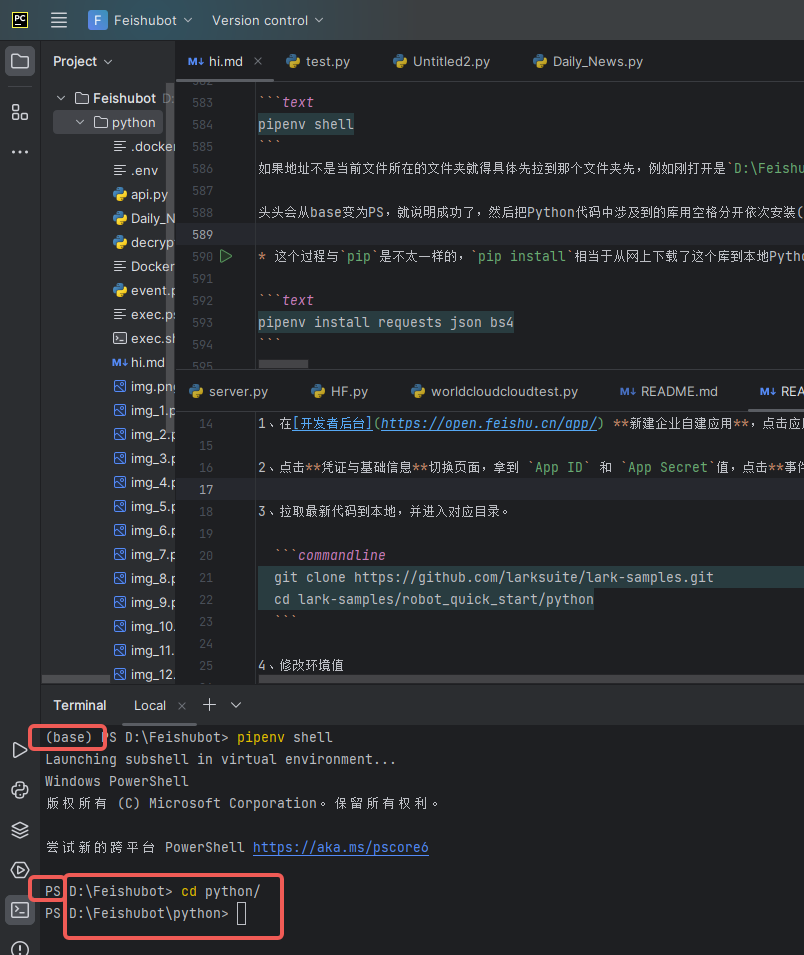 PC
F
Feishubot
Version control
Project
hi.md
test.py
Untitled2.py
Daily_News.py
Feishubot D:
python
.docker
.env
api.py
Daily_N
decryp
Docker
event.p
exec.ps
exec.sh
hi.md
img.png
img_1.p
img_2.p
img_3.p
img_4.p
img_5.p
img_6.p
img_7.p
img_8.p
img_9.p
img_10.
img_11.
img_12.
583 ```text
584 pipenv shell
585 ```
586 如果地址不是当前文件所在的文件夹就得具体先拉到那个文件夹先，例如刚打开是`D:\Feishu
587
588 头头会从base变为PS，就说明成功了，然后把Python代码中涉及到的库用空格分开依次安装(
589
590 * 这个过程与`pip`是不太一样的，`pip install`相当于从网上下载了这个库到本地Python
591
592 ```text
593 pipenv install requests json bs4
594 ```
595
server.py
HF.py
worldcloudcloudtest.py
README.md
REA
14 1、在[开发者后台](https://open.feishu.cn/app/) **新建企业自建应用**，点击应
15
16 2、点击**凭证与基础信息**切换页面，拿到 `App ID` 和 `App Secret`值，点击**事件
17
18 3、拉取最新代码到本地，并进入对应目录。
19
20 ```commandline
21 git clone https://github.com/larksuite/lark-samples.git
22 cd lark-samples/robot_quick_start/python
23 ```
24
25 4、修改环境值
Terminal
Local
(base) PS D:\Feishubot> pipenv shell
Launching subshell in virtual environment...
Windows PowerShell
版权所有 (C) Microsoft Corporation。保留所有权利。
尝试新的跨平台 PowerShell https://aka.ms/pscore6
PS D:\Feishubot> cd python/
PS D:\Feishubot\python>